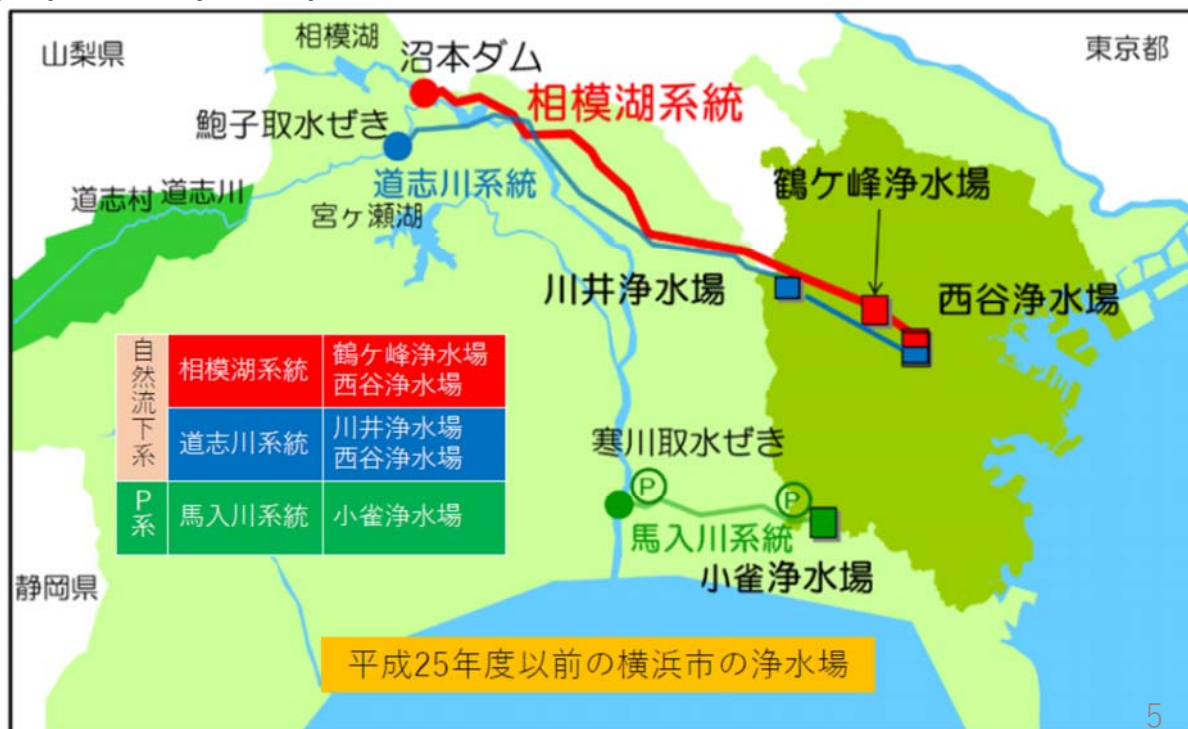 山梨県
相模湖
沼本ダム
東京都
相模湖系統
鮑子取水ぜき
道志川系統
鶴ケ峰浄水場
道志村
道志川
宮ヶ瀬湖
川井浄水場
西谷浄水場
自然流下系
相模湖系統
鶴ケ峰浄水場
西谷浄水場
道志川系統
川井浄水場
西谷浄水場
P系
馬入川系統
小雀浄水場
寒川取水ぜき
P
P
馬入川系統
小雀浄水場
静岡県
平成25年度以前の横浜市の浄水場
5